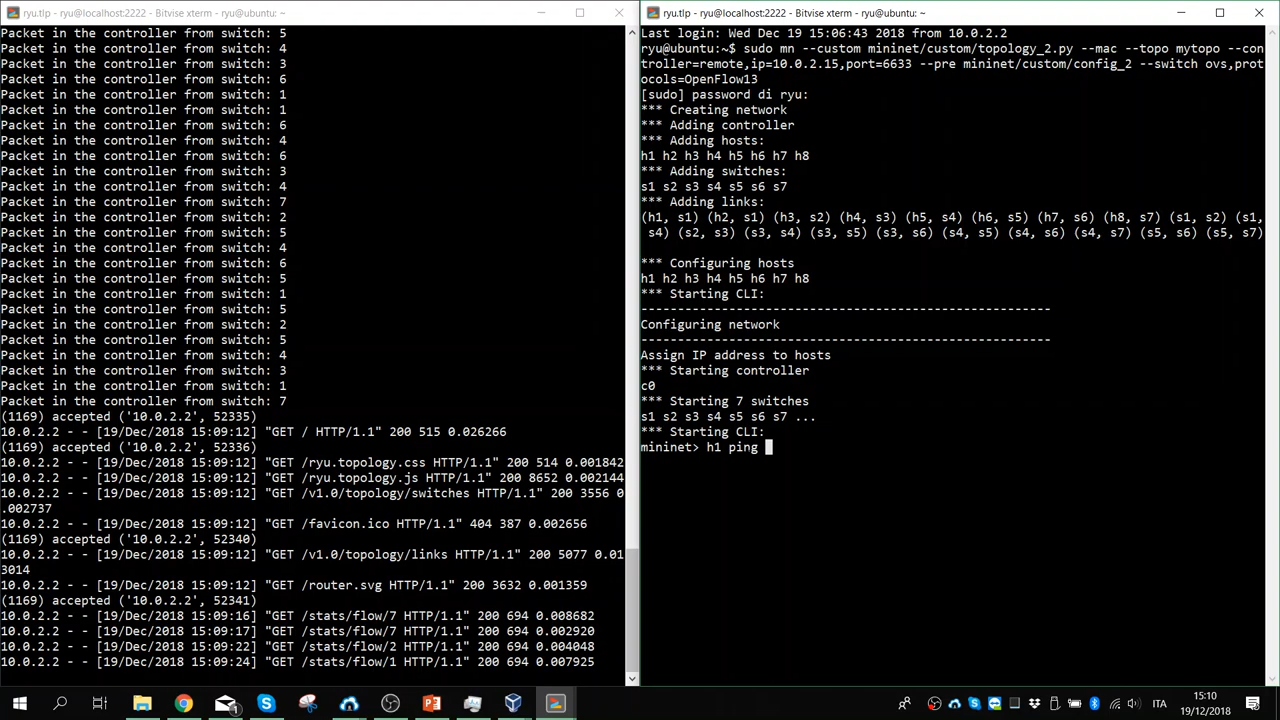 ryu.tlp - ryu@localhost:2222 - Bitvise xterm - ryu@ubuntu: ~
Packet in the controller from switch: 5
Packet in the controller from switch: 4
Packet in the controller from switch: 3
Packet in the controller from switch: 6
Packet in the controller from switch: 1
Packet in the controller from switch: 1
Packet in the controller from switch: 6
Packet in the controller from switch: 4
Packet in the controller from switch: 6
Packet in the controller from switch: 3
Packet in the controller from switch: 4
Packet in the controller from switch: 7
Packet in the controller from switch: 2
Packet in the controller from switch: 5
Packet in the controller from switch: 4
Packet in the controller from switch: 6
Packet in the controller from switch: 5
Packet in the controller from switch: 1
Packet in the controller from switch: 5
Packet in the controller from switch: 2
Packet in the controller from switch: 5
Packet in the controller from switch: 4
Packet in the controller from switch: 3
Packet in the controller from switch: 1
Packet in the controller from switch: 7
(1169) accepted ('10.0.2.2', 52335)
10.0.2.2 - - [19/Dec/2018 15:09:12] "GET / HTTP/1.1" 200 515 0.026266
(1169) accepted ('10.0.2.2', 52336)
10.0.2.2 - - [19/Dec/2018 15:09:12] "GET /ryu.topology.css HTTP/1.1" 200 514 0.001842
10.0.2.2 - - [19/Dec/2018 15:09:12] "GET /ryu.topology.js HTTP/1.1" 200 8652 0.002144
10.0.2.2 - - [19/Dec/2018 15:09:12] "GET /v1.0/topology/switches HTTP/1.1" 200 3556 0
.002737
10.0.2.2 - - [19/Dec/2018 15:09:12] "GET /favicon.ico HTTP/1.1" 404 387 0.002656
(1169) accepted ('10.0.2.2', 52340)
10.0.2.2 - - [19/Dec/2018 15:09:12] "GET /v1.0/topology/links HTTP/1.1" 200 5077 0.01
3014
10.0.2.2 - - [19/Dec/2018 15:09:12] "GET /router.svg HTTP/1.1" 200 3632 0.001359
(1169) accepted ('10.0.2.2', 52341)
10.0.2.2 - - [19/Dec/2018 15:09:16] "GET /stats/flow/7 HTTP/1.1" 200 694 0.008682
10.0.2.2 - - [19/Dec/2018 15:09:17] "GET /stats/flow/7 HTTP/1.1" 200 694 0.002920
10.0.2.2 - - [19/Dec/2018 15:09:22] "GET /stats/flow/2 HTTP/1.1" 200 694 0.004048
10.0.2.2 - - [19/Dec/2018 15:09:24] "GET /stats/flow/1 HTTP/1.1" 200 694 0.007925
ryu.tlp - ryu@localhost:2222 - Bitvise xterm - ryu@ubuntu: ~
Last login: Wed Dec 19 15:06:43 2018 from 10.0.2.2
ryu@ubuntu:~$ sudo mn --custom mininet/custom/topology_2.py --mac --topo mytopo --con
troller=remote,ip=10.0.2.15,port=6633 --pre mininet/custom/config_2 --switch ovs,prot
ocols=OpenFlow13
[sudo] password di ryu:
*** Creating network
*** Adding controller
*** Adding hosts:
h1 h2 h3 h4 h5 h6 h7 h8
*** Adding switches:
s1 s2 s3 s4 s5 s6 s7
*** Adding links:
(h1, s1) (h2, s1) (h3, s2) (h4, s3) (h5, s4) (h6, s5) (h7, s6) (h8, s7) (s1, s2) (s1,
s4) (s2, s3) (s3, s4) (s3, s5) (s3, s6) (s4, s5) (s4, s6) (s4, s7) (s5, s6) (s5, s7)
*** Configuring hosts
h1 h2 h3 h4 h5 h6 h7 h8
*** Starting CLI:
-----------------------------------------------------------
Configuring network
-----------------------------------------------------------
Assign IP address to hosts
*** Starting controller
c0
*** Starting 7 switches
s1 s2 s3 s4 s5 s6 s7 ...
*** Starting CLI:
mininet> h1 ping
1
ITA
15:10
19/12/2018